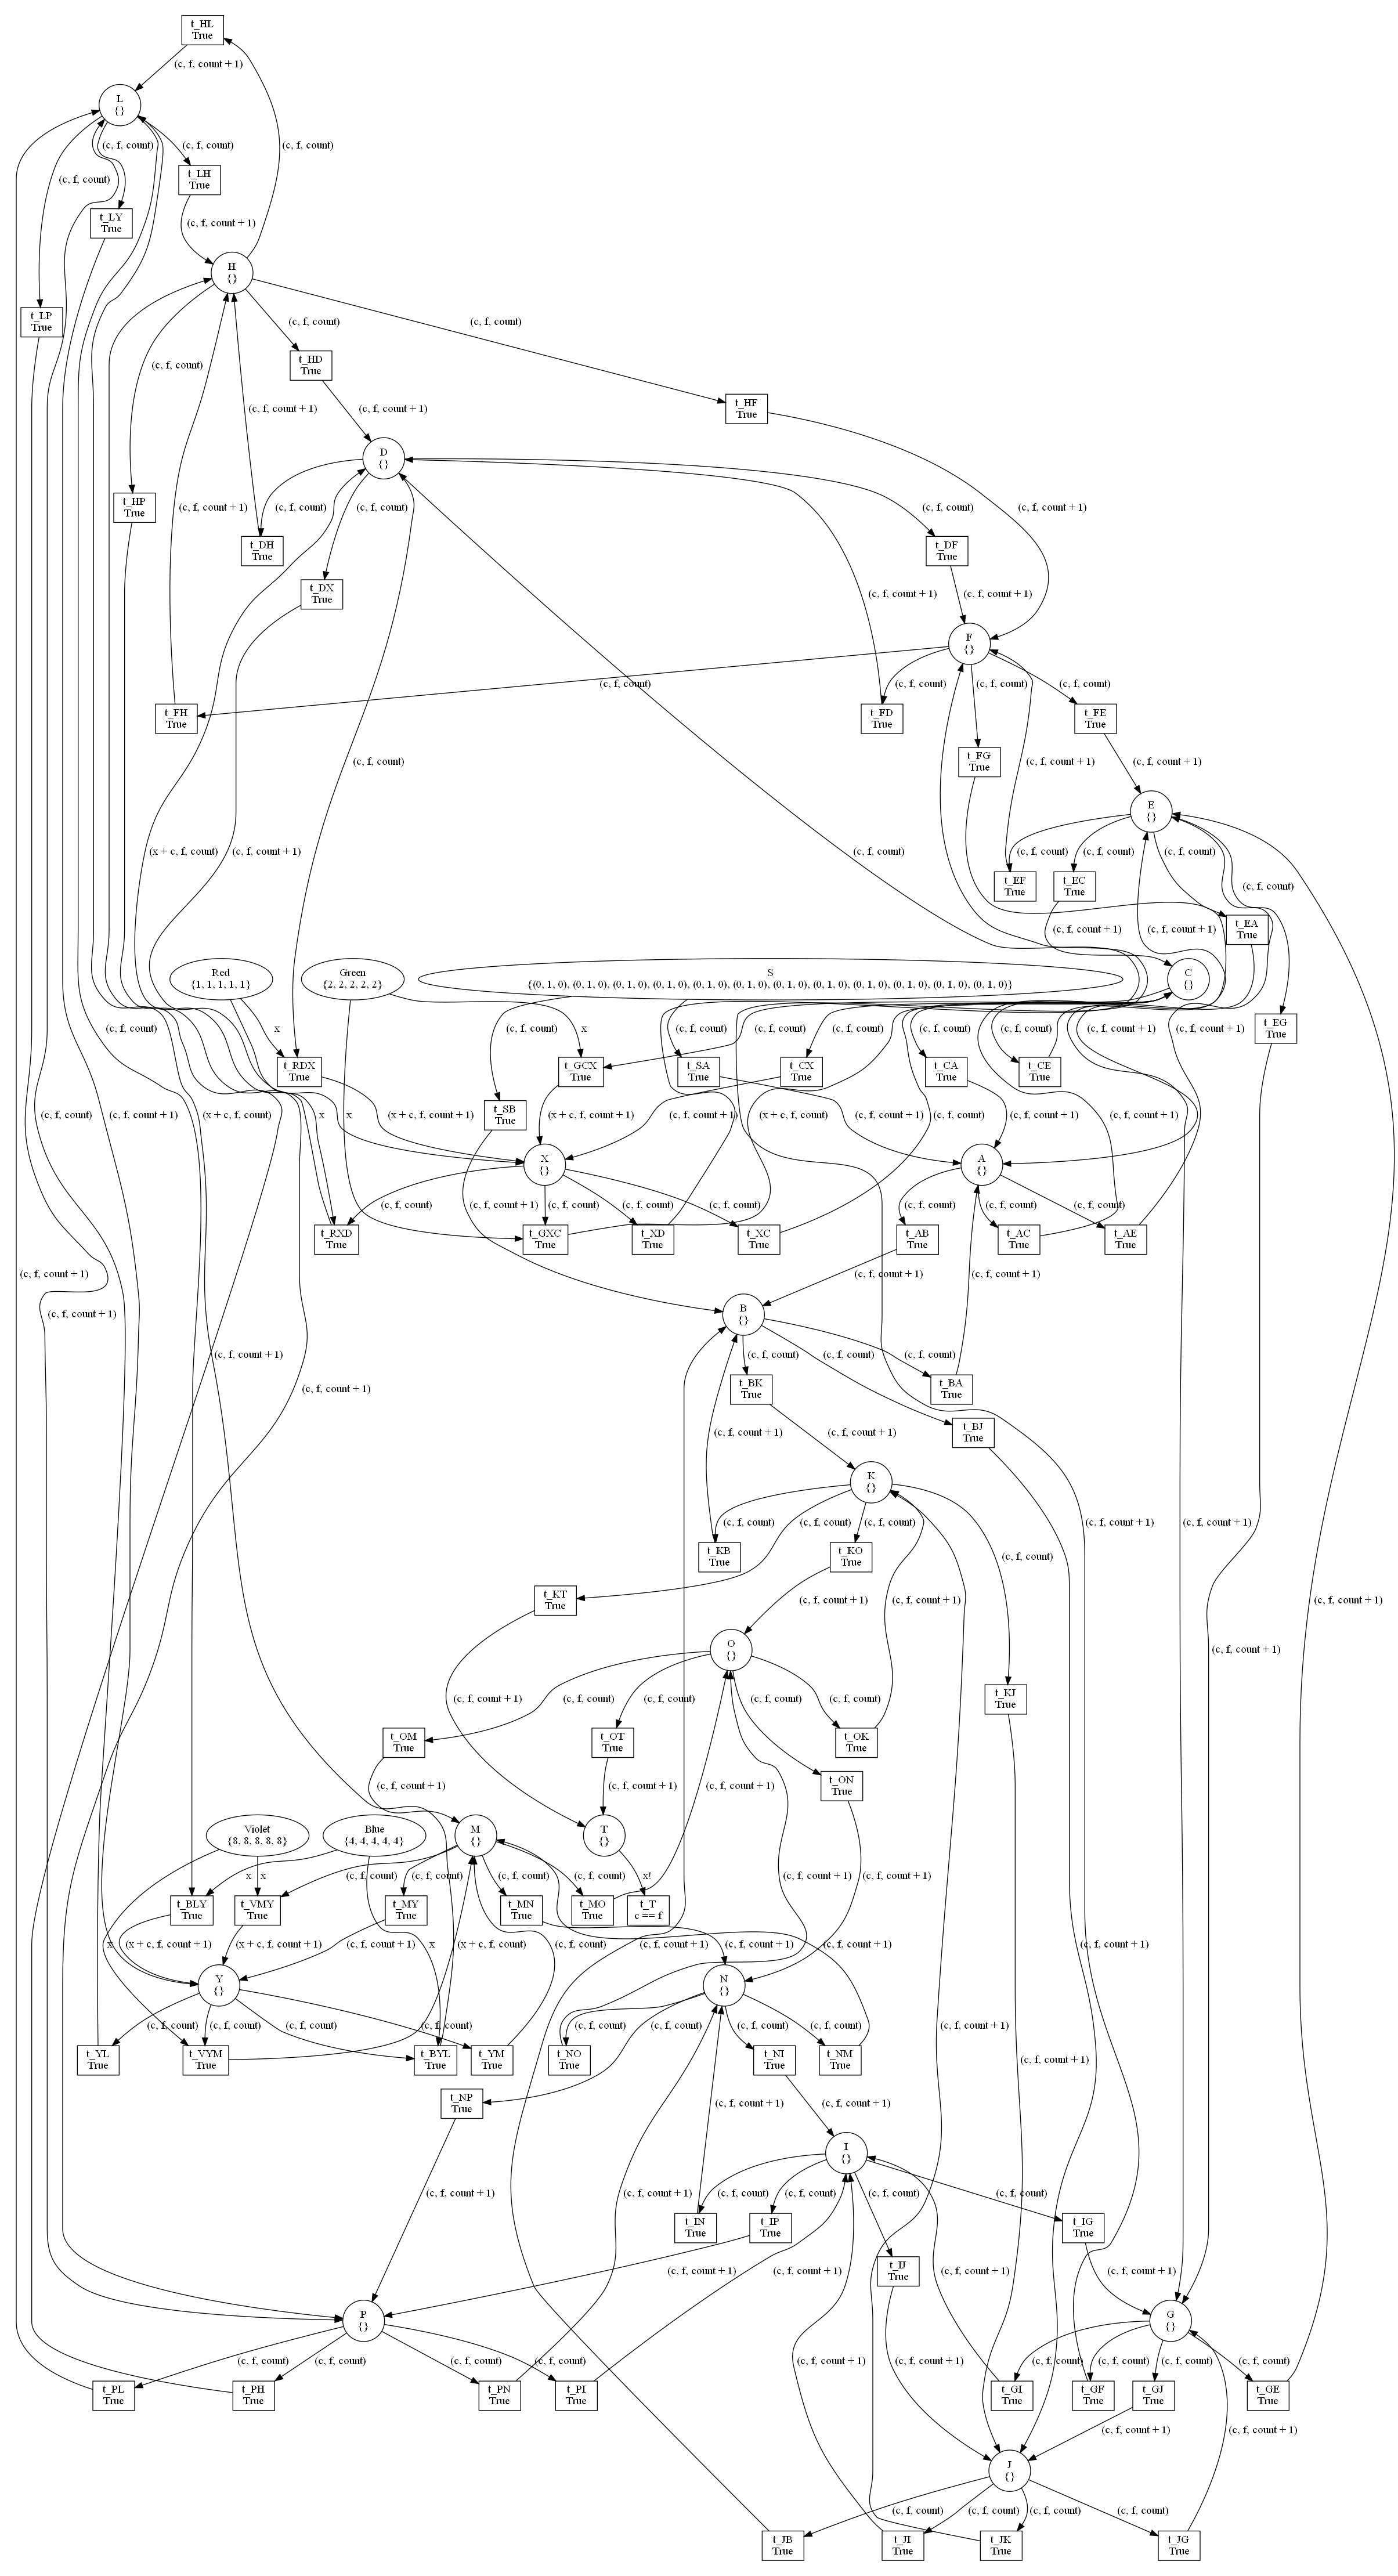 t_HL
True
(c, f, count + 1)
L
{}
(c, f, count)
(c, f, count)
(c, f, count)
(c, f, count)
t_LH
True
t_LY
True
(c, f, count + 1)
H
{}
t_LP
True
(c, f, count)
(c, f, count)
(c, f, count)
t_HD
True
t_HF
True
(c, f, count + 1)
(c, f, count + 1)
D
{}
t_HP
True
(c, f, count + 1)
(c, f, count)
(c, f, count)
(c, f, count)
(c, f, count + 1)
t_DH
True
t_DF
True
t_DX
True
(c, f, count + 1)
(c, f, count + 1)
F
{}
(c, f, count)
(c, f, count)
(c, f, count)
(c, f, count)
t_FH
True
t_FD
True
t_FE
True
t_FG
True
(c, f, count)
(c, f, count + 1)
(c, f, count + 1)
E
{}
(x + c, f, count)
(c, f, count + 1)
(c, f, count)
(c, f, count)
(c, f, count)
(c, f, count)
(c, f, count)
t_EF
True
t_EC
True
t_EA
True
(c, f, count + 1)
(c, f, count + 1)
Red
{1, 1, 1, 1, 1}
Green
{2, 2, 2, 2, 2}
S
{(0, 1, 0), (0, 1, 0), (0, 1, 0), (0, 1, 0), (0, 1, 0), (0, 1, 0), (0, 1, 0), (0, 1, 0), (0, 1, 0), (0, 1, 0), (0, 1, 0), (0, 1, 0)}
C
{}
(c, f, count)
(x + c, f, count)
(c, f, count + 1)
x
(c, f, count)
x
(c, f, count)
(c, f, count)
(c, f, count)
(c, f, count)
(c, f, count)
(c, f, count + 1)
(c, f, count + 1)
t_EG
True
t_RDX
True
t_GCX
True
t_SA
True
t_CX
True
t_CA
True
t_CE
True
t_SB
True
(c, f, count)
(c, f, count + 1)
x
x
(x + c, f, count + 1)
(x + c, f, count + 1)
(c, f, count + 1)
(x + c, f, count)
(c, f, count + 1)
(c, f, count)
(c, f, count + 1)
(c, f, count + 1)
X
{}
A
{}
(c, f, count)
(c, f, count)
(c, f, count)
(c, f, count)
(c, f, count + 1)
(c, f, count)
(c, f, count)
(c, f, count)
t_RXD
True
t_GXC
True
t_XD
True
t_XC
True
t_AB
True
t_AC
True
t_AE
True
(c, f, count + 1)
(c, f, count + 1)
(c, f, count + 1)
(c, f, count + 1)
B
{}
(c, f, count + 1)
(c, f, count + 1)
(c, f, count)
(c, f, count)
(c, f, count)
t_BK
True
t_BA
True
t_BJ
True
(c, f, count + 1)
(c, f, count + 1)
K
{}
(c, f, count)
(c, f, count)
(c, f, count)
(c, f, count + 1)
(c, f, count + 1)
t_KB
True
t_KO
True
(c, f, count)
t_KT
True
(c, f, count + 1)
(c, f, count + 1)
(c, f, count + 1)
O
{}
(c, f, count + 1)
(c, f, count + 1)
(c, f, count)
(c, f, count)
(c, f, count)
(c, f, count)
t_KJ
True
t_OM
True
t_OT
True
t_OK
True
t_ON
True
(c, f, count + 1)
(c, f, count + 1)
(c, f, count + 1)
Violet
{8, 8, 8, 8, 8}
Blue
{4, 4, 4, 4, 4}
M
{}
T
{}
x
x
(c, f, count)
(c, f, count)
(c, f, count)
(c, f, count)
x!
(c, f, count + 1)
(c, f, count + 1)
t_BLY
True
t_VMY
True
t_MY
True
t_MN
True
t_MO
True
t_T
c == f
x
(x + c, f, count + 1)
(x + c, f, count + 1)
(c, f, count + 1)
x
(x + c, f, count)
(c, f, count)
(c, f, count + 1)
(c, f, count + 1)
(c, f, count + 1)
(c, f, count + 1)
Y
{}
N
{}
(c, f, count)
(c, f, count)
(c, f, count)
(c, f, count)
(c, f, count)
(c, f, count)
(c, f, count)
(c, f, count)
(c, f, count + 1)
t_YL
True
t_VYM
True
t_BYL
True
t_YM
True
t_NO
True
t_NI
True
t_NM
True
(c, f, count + 1)
t_NP
True
(c, f, count + 1)
(c, f, count + 1)
I
{}
(c, f, count + 1)
(c, f, count + 1)
(c, f, count)
(c, f, count)
(c, f, count)
(c, f, count)
t_IN
True
t_IP
True
t_IG
True
t_IJ
True
(c, f, count + 1)
(c, f, count + 1)
(c, f, count + 1)
(c, f, count + 1)
P
{}
G
{}
(c, f, count)
(c, f, count)
(c, f, count)
(c, f, count)
(c, f, count + 1)
(c, f, count + 1)
(c, f, count)
(c, f, count)
(c, f, count)
(c, f, count)
t_PL
True
t_PH
True
t_PN
True
t_PI
True
t_GI
True
t_GF
True
t_GJ
True
t_GE
True
(c, f, count + 1)
(c, f, count + 1)
J
{}
(c, f, count)
(c, f, count)
(c, f, count)
(c, f, count)
t_JB
True
t_JI
True
t_JK
True
t_JG
True